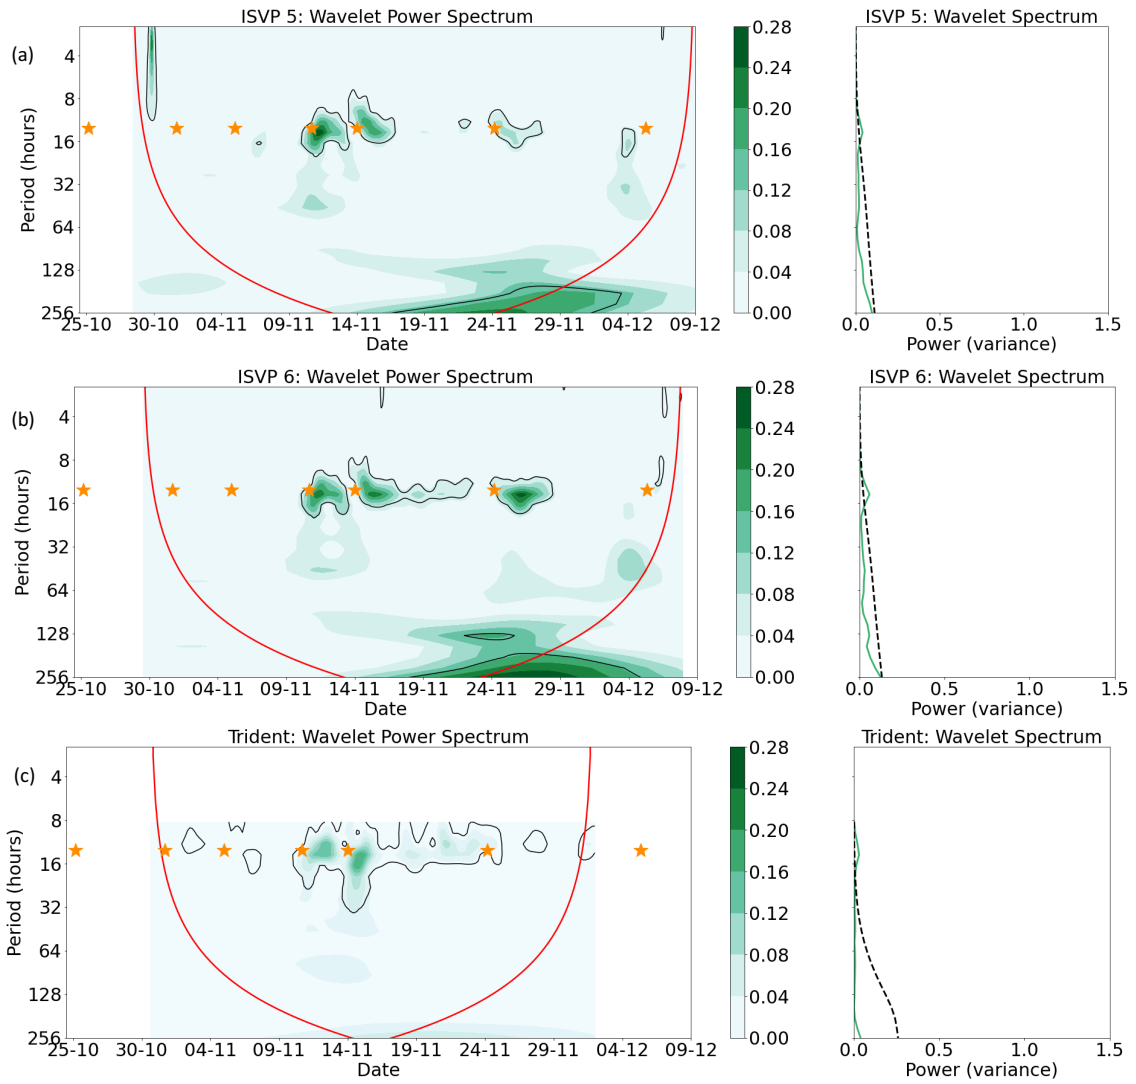 ISVP 5: Wavelet Power Spectrum
ISVP 5: Wavelet Spectrum
(a)
Period (hours)
4
8
16
32
64
128
256
25-10 30-10 04-11 09-11 14-11 19-11 24-11 29-11 04-12 09-12
Date
0.28
0.24
0.20
0.16
0.12
0.08
0.04
0.00
0.0 0.5 1.0 1.5
Power (variance)
ISVP 6: Wavelet Power Spectrum
ISVP 6: Wavelet Spectrum
(b)
Period (hours)
4
8
16
32
64
128
256
25-10 30-10 04-11 09-11 14-11 19-11 24-11 29-11 04-12 09-12
Date
0.28
0.24
0.20
0.16
0.12
0.08
0.04
0.00
0.0 0.5 1.0 1.5
Power (variance)
Trident: Wavelet Power Spectrum
Trident: Wavelet Spectrum
(c)
Period (hours)
4
8
16
32
64
128
256
25-10 30-10 04-11 09-11 14-11 19-11 24-11 29-11 04-12 09-12
Date
0.28
0.24
0.20
0.16
0.12
0.08
0.04
0.00
0.0 0.5 1.0 1.5
Power (variance)